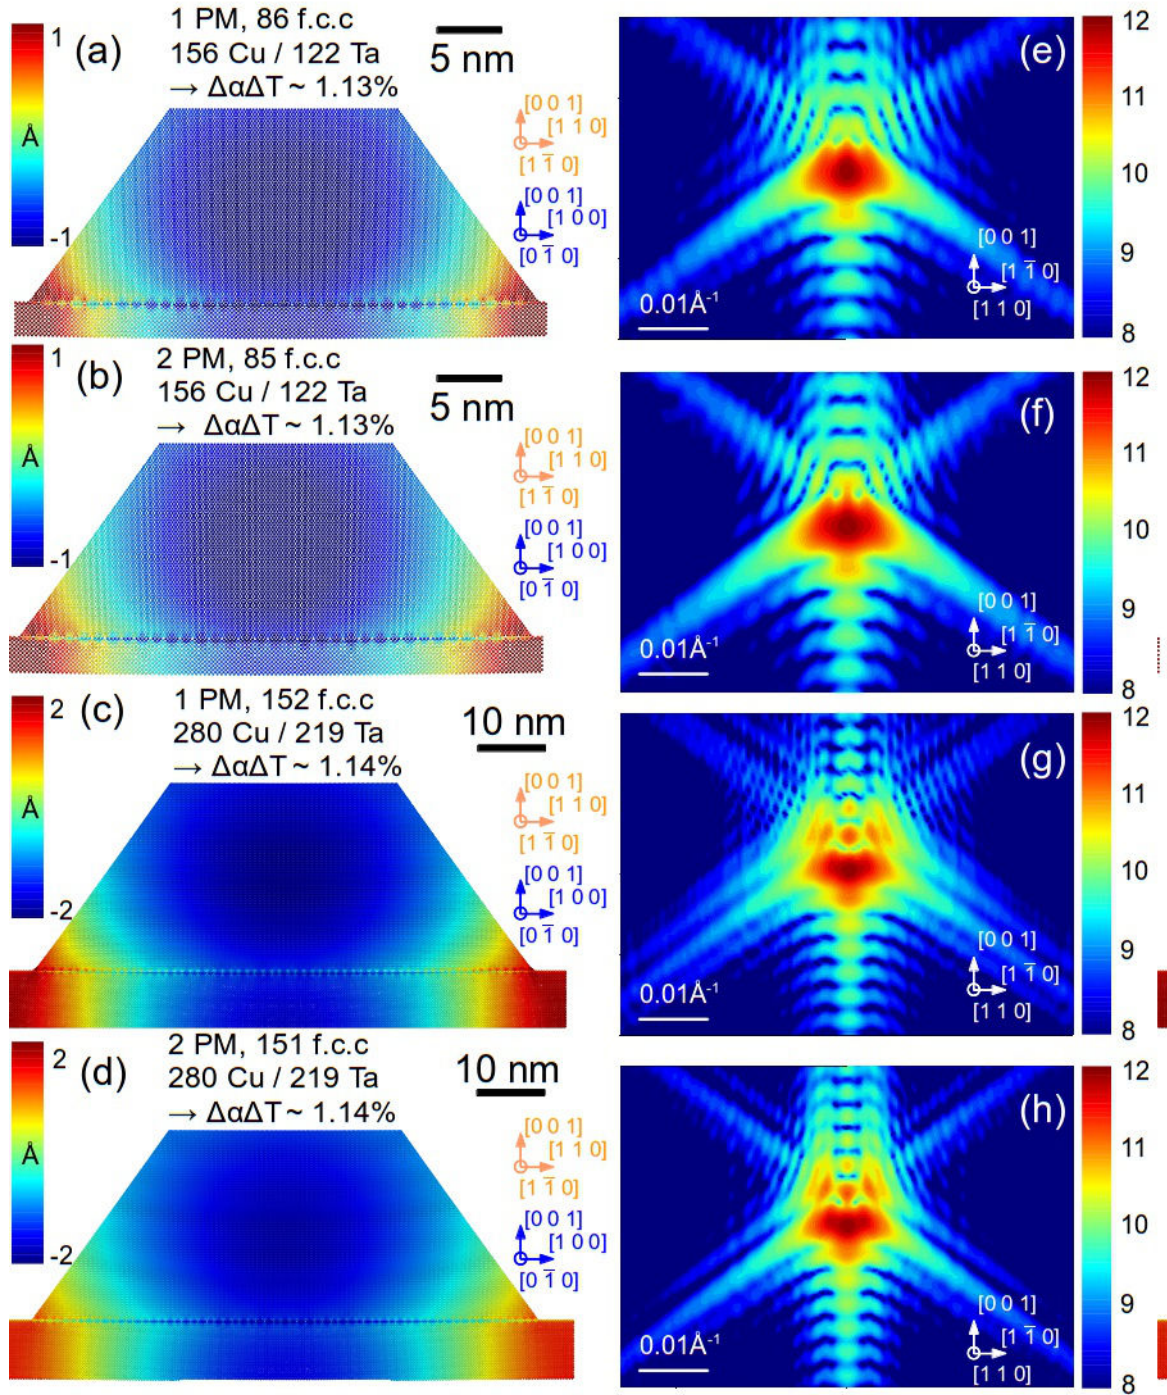 1
Å
-1
(a)
1 PM, 86 f.c.c
156 Cu / 122 Ta
→ ΔαΔT ~ 1.13%
5 nm
[0 0 1]
[1 1 0]
[1 1̅ 0]
[0 0 1]
[1 0 0]
[0 1̅ 0]
(e)
[0 0 1]
[1 1̅ 0]
[1 1 0]
0.01Å⁻¹
12
11
10
9
8
1
Å
-1
(b)
2 PM, 85 f.c.c
156 Cu / 122 Ta
→ ΔαΔT ~ 1.13%
5 nm
[0 0 1]
[1 1 0]
[1 1̅ 0]
[0 0 1]
[1 0 0]
[0 1̅ 0]
(f)
[0 0 1]
[1 1̅ 0]
[1 1 0]
0.01Å⁻¹
12
11
10
9
8
2
Å
-2
(c)
1 PM, 152 f.c.c
280 Cu / 219 Ta
→ ΔαΔT ~ 1.14%
10 nm
[0 0 1]
[1 1 0]
[1 1̅ 0]
[0 0 1]
[1 0 0]
[0 1̅ 0]
(g)
[0 0 1]
[1 1̅ 0]
[1 1 0]
0.01Å⁻¹
12
11
10
9
8
2
Å
-2
(d)
2 PM, 151 f.c.c
280 Cu / 219 Ta
→ ΔαΔT ~ 1.14%
10 nm
[0 0 1]
[1 1 0]
[1 1̅ 0]
[0 0 1]
[1 0 0]
[0 1̅ 0]
(h)
[0 0 1]
[1 1̅ 0]
[1 1 0]
0.01Å⁻¹
12
11
10
9
8